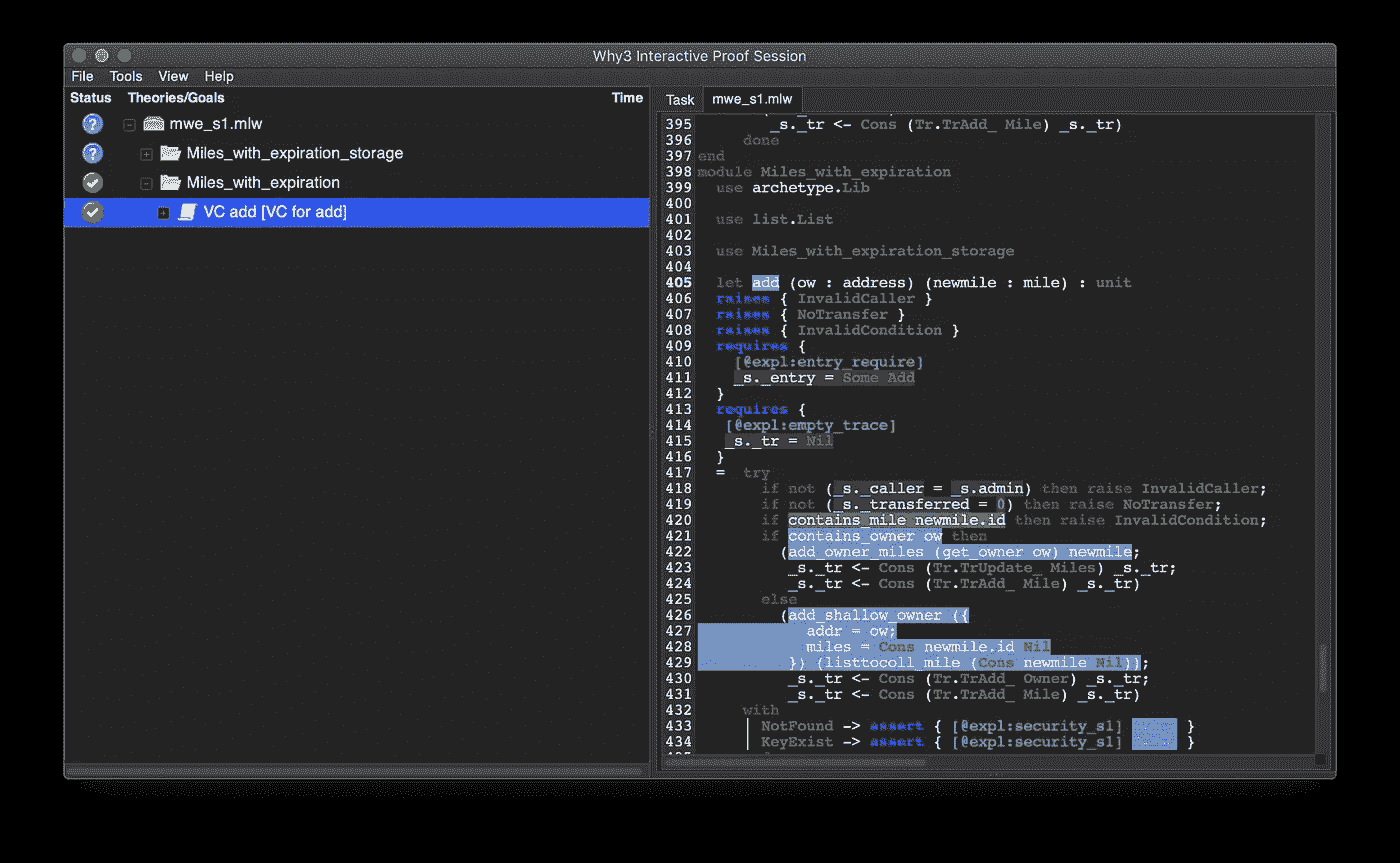 Why3 Interactive Proof Session
File Tools View Help
Status Theories/Goals Time
mwe_s1.mlw
Miles_with_expiration_storage
Miles_with_expiration
VC add [VC for add]
Task mwe_s1.mlw
395 _s._tr <- Cons (Tr.TrAdd_ Mile) _s._tr)
396 done
397 end
398 module Miles_with_expiration
399 use archetype.Lib
400
401 use list.List
402
403 use Miles_with_expiration_storage
404
405 let add (ow : address) (newmile : mile) : unit
406 raises { InvalidCaller }
407 raises { NoTransfer }
408 raises { InvalidCondition }
409 requires {
410 [@expl:entry_require]
411 _s._entry = Some Add
412 }
413 requires {
414 [@expl:empty_trace]
415 _s._tr = Nil
416 }
417 = try
418 if not (_s._caller = _s.admin) then raise InvalidCaller;
419 if not (_s._transferred = 0) then raise NoTransfer;
420 if contains_mile newmile.id then raise InvalidCondition;
421 if contains_owner ow then
422 (add_owner_miles (get_owner ow) newmile;
423 _s._tr <- Cons (Tr.TrUpdate_ Miles) _s._tr;
424 _s._tr <- Cons (Tr.TrAdd_ Mile) _s._tr)
425 else
426 (add_shallow_owner ({
427 addr = ow;
428 miles = Cons newmile.id Nil
429 }) (listtocoll_mile (Cons newmile Nil));
430 _s._tr <- Cons (Tr.TrAdd_ Owner) _s._tr;
431 _s._tr <- Cons (Tr.TrAdd_ Mile) _s._tr)
432 with
433 NotFound -> assert { [@expl:security_s1] }
434 | KeyExist -> assert { [@expl:security_s1] }